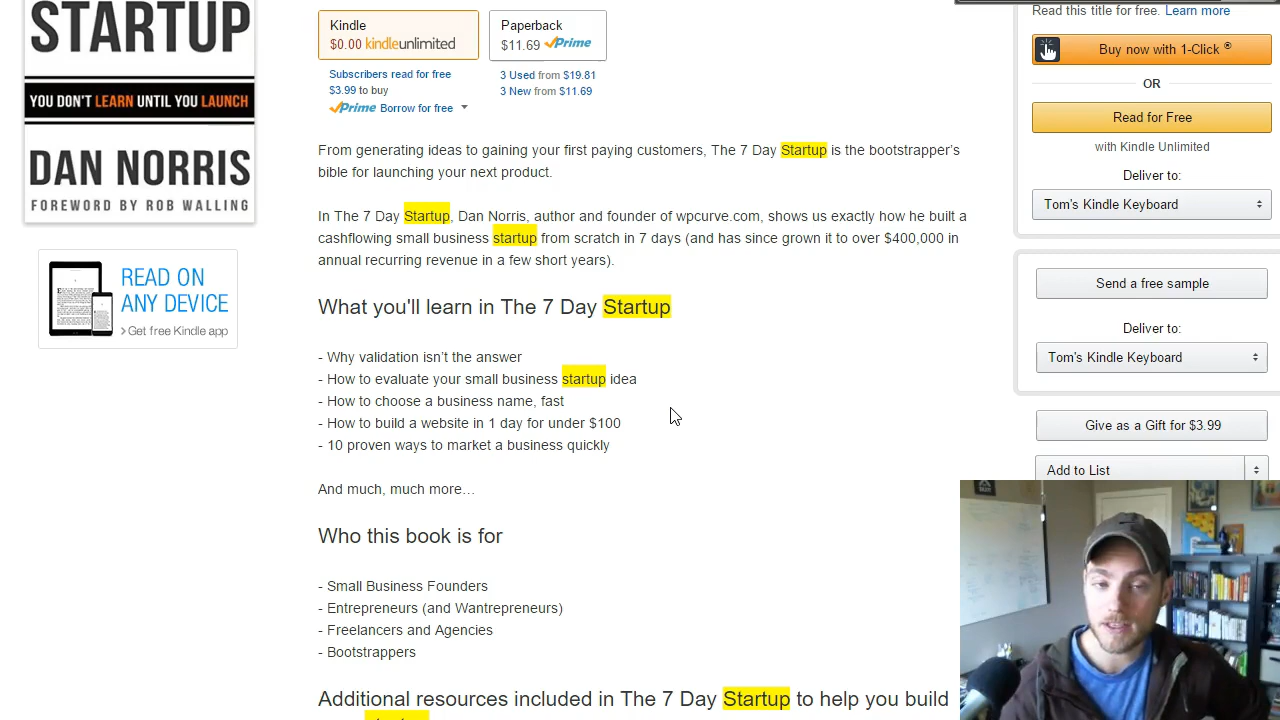 STARTUP
YOU DON'T LEARN UNTIL YOU LAUNCH
DAN NORRIS
FOREWORD BY ROB WALLING
READ ON
ANY DEVICE
› Get free Kindle app
Kindle
$0.00 kindleunlimited
Subscribers read for free
$3.99 to buy
Prime Borrow for free
Paperback
$11.69 Prime
3 Used from $19.81
3 New from $11.69
From generating ideas to gaining your first paying customers, The 7 Day Startup is the bootstrapper's
bible for launching your next product.
In The 7 Day Startup, Dan Norris, author and founder of wpcurve.com, shows us exactly how he built a
cashflowing small business startup from scratch in 7 days (and has since grown it to over $400,000 in
annual recurring revenue in a few short years).
What you'll learn in The 7 Day Startup
- Why validation isn't the answer
- How to evaluate your small business startup idea
- How to choose a business name, fast
- How to build a website in 1 day for under $100
- 10 proven ways to market a business quickly
And much, much more…
Who this book is for
- Small Business Founders
- Entrepreneurs (and Wantrepreneurs)
- Freelancers and Agencies
- Bootstrappers
Additional resources included in The 7 Day Startup to help you build
Read this title for free. Learn more
Buy now with 1-Click ®
OR
Read for Free
with Kindle Unlimited
Deliver to:
Tom's Kindle Keyboard
Send a free sample
Deliver to:
Tom's Kindle Keyboard
Give as a Gift for $3.99
Add to List